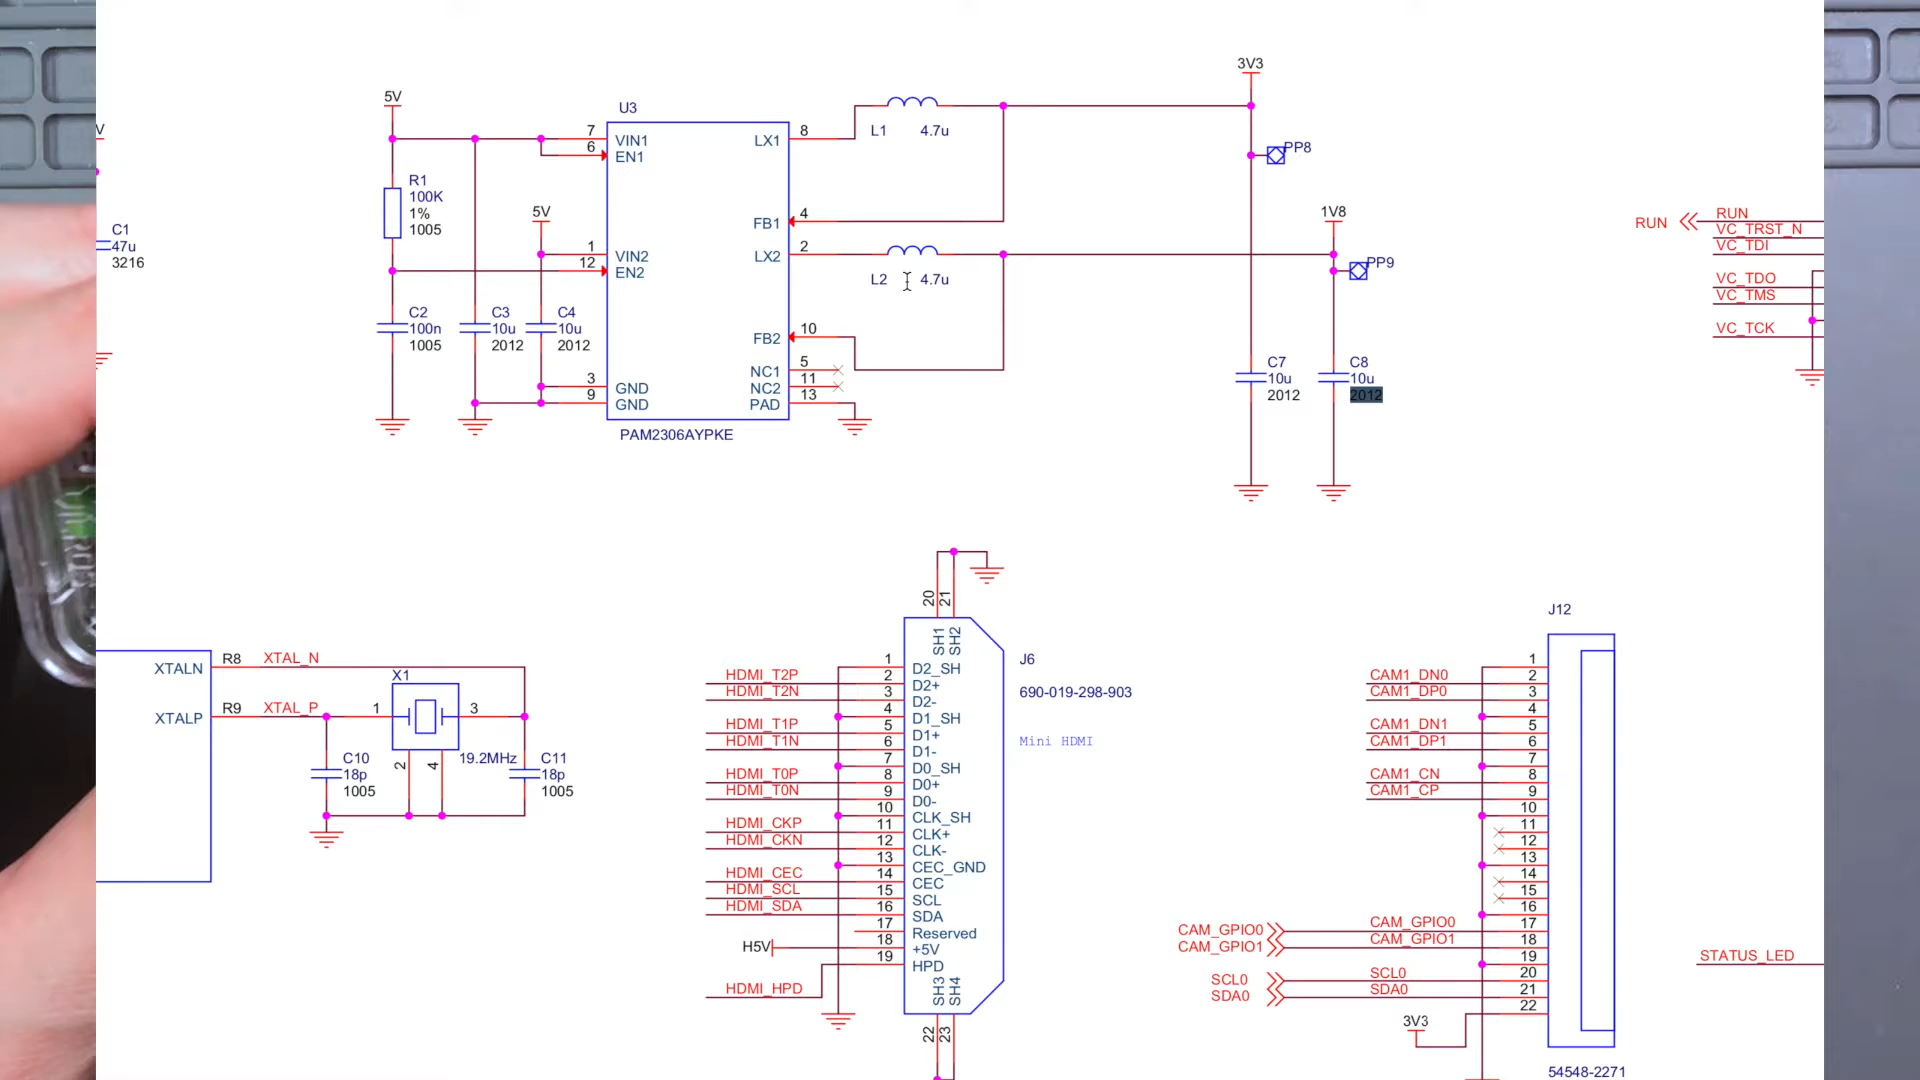 V
C1
47u
3216
5V
R1
100K
1%
1005
C2
100n
1005
C3
10u
2012
5V
C4
10u
2012
U3
7
VIN1
6
EN1
1
VIN2
12
EN2
3
GND
9
GND
LX1
8
FB1
4
LX2
2
FB2
10
NC1
5
NC2
11
PAD
13
PAM2306AYPKE
L1 4.7u
L2 4.7u
3V3
PP8
1V8
PP9
C7
10u
2012
C8
10u
2012
RUN
RUN
VC_TRST_N
VC_TDI
VC_TDO
VC_TMS
VC_TCK
XTALN
R8
XTAL_N
XTALP
R9
XTAL_P
X1
1
3
2
4
19.2MHz
C10
18p
1005
C11
18p
1005
20
21
SH1
SH2
J6
690-019-298-903
Mini HDMI
1 D2_SH
HDMI_T2P 2 D2+
HDMI_T2N 3 D2-
4 D1_SH
HDMI_T1P 5 D1+
HDMI_T1N 6 D1-
7 D0_SH
HDMI_T0P 8 D0+
HDMI_T0N 9 D0-
10 CLK_SH
HDMI_CKP 11 CLK+
HDMI_CKN 12 CLK-
13 CEC_GND
HDMI_CEC 14 CEC
HDMI_SCL 15 SCL
HDMI_SDA 16 SDA
17 Reserved
H5V 18 +5V
19 HPD
HDMI_HPD
SH3
SH4
22
23
J12
1
CAM1_DN0 2
CAM1_DP0 3
4
CAM1_DN1 5
CAM1_DP1 6
7
CAM1_CN 8
CAM1_CP 9
10
11
12
13
14
15
16
CAM_GPIO0 CAM_GPIO0 17
CAM_GPIO1 CAM_GPIO1 18
19
SCL0 SCL0 20
SDA0 SDA0 21
22
3V3
54548-2271
STATUS_LED